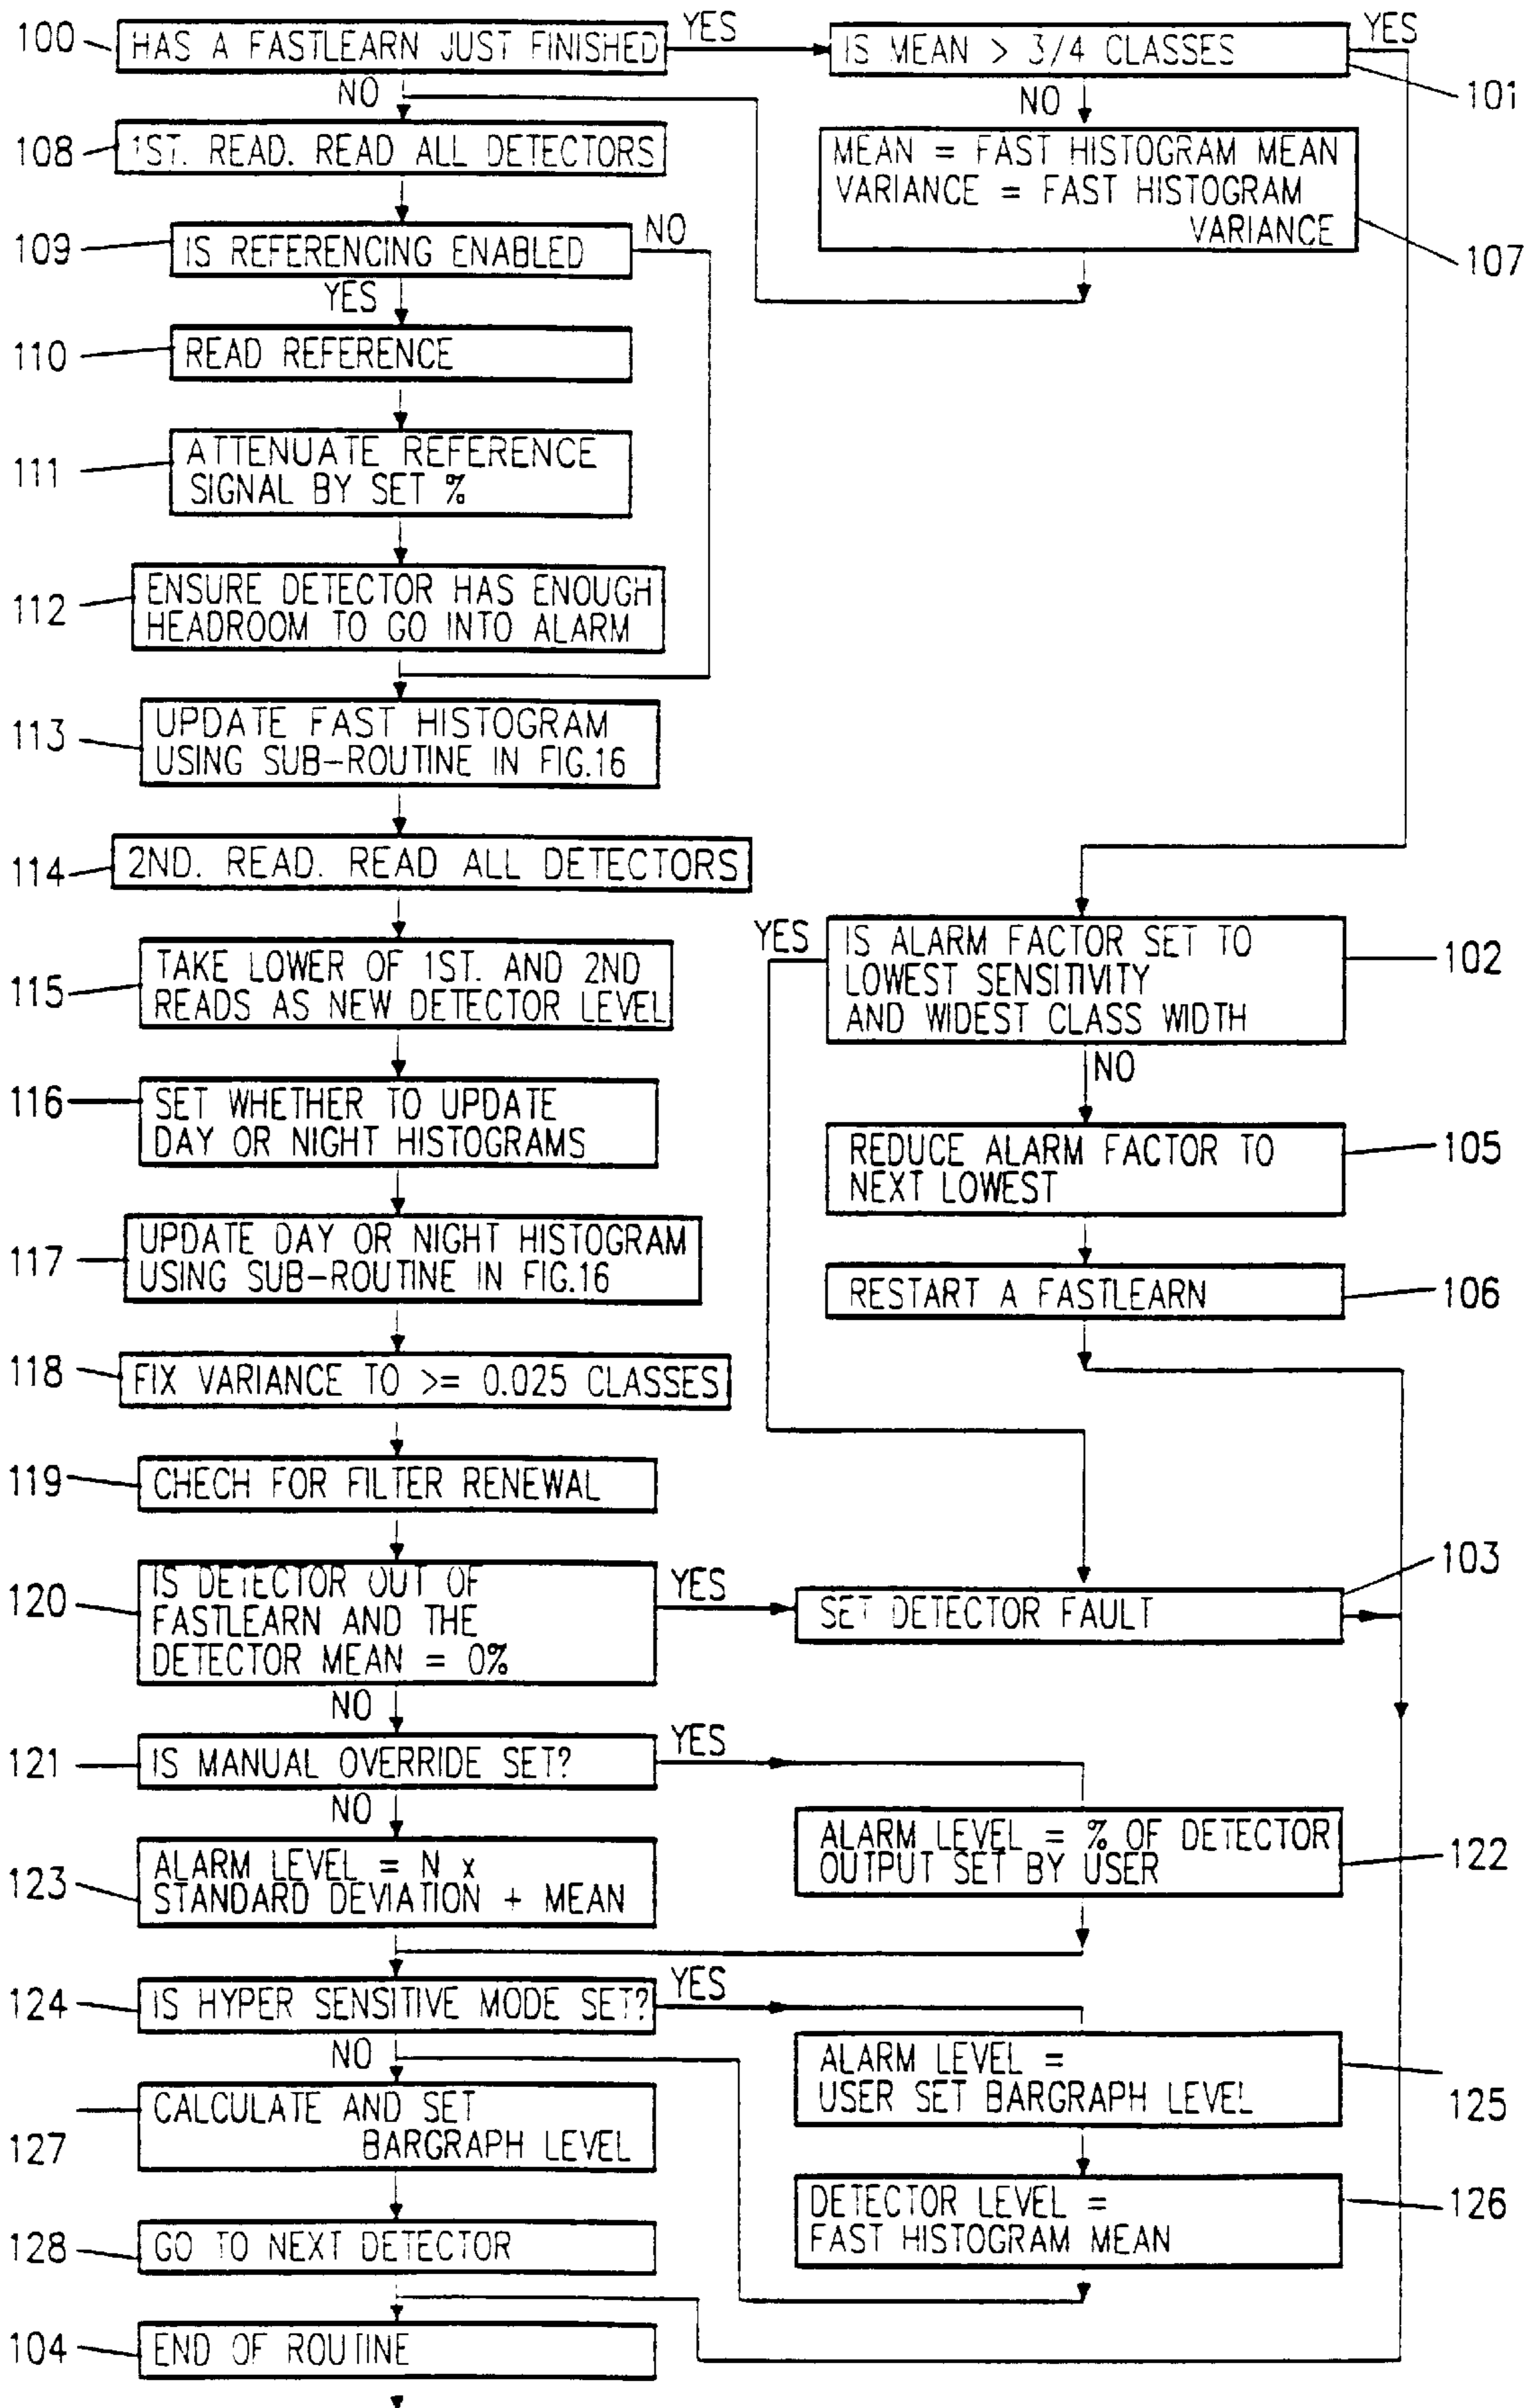 100
HAS A FASTLEARN JUST FINISHED
YES
IS MEAN > 3/4 CLASSES
YES
101
NO
NO
108
1ST. READ. READ ALL DETECTORS
MEAN = FAST HISTOGRAM MEAN
VARIANCE = FAST HISTOGRAM
VARIANCE
107
109
IS REFERENCING ENABLED
NO
YES
110
READ REFERENCE
111
ATTENUATE REFERENCE
SIGNAL BY SET %
112
ENSURE DETECTOR HAS ENOUGH
HEADROOM TO GO INTO ALARM
113
UPDATE FAST HISTOGRAM
USING SUB-ROUTINE IN FIG.16
114
2ND. READ. READ ALL DETECTORS
115
TAKE LOWER OF 1ST. AND 2ND
READS AS NEW DETECTOR LEVEL
YES
IS ALARM FACTOR SET TO
LOWEST SENSITIVITY
AND WIDEST CLASS WIDTH
102
NO
116
SET WHETHER TO UPDATE
DAY OR NIGHT HISTOGRAMS
REDUCE ALARM FACTOR TO
NEXT LOWEST
105
117
UPDATE DAY OR NIGHT HISTOGRAM
USING SUB-ROUTINE IN FIG.16
RESTART A FASTLEARN
106
118
FIX VARIANCE TO >= 0.025 CLASSES
119
CHECH FOR FILTER RENEWAL
120
IS DETECTOR OUT OF
FASTLEARN AND THE
DETECTOR MEAN = 0%
YES
SET DETECTOR FAULT
103
NO
121
IS MANUAL OVERRIDE SET?
YES
NO
ALARM LEVEL = % OF DETECTOR
OUTPUT SET BY USER
122
123
ALARM LEVEL = N x
STANDARD DEVIATION + MEAN
124
IS HYPER SENSITIVE MODE SET?
YES
NO
ALARM LEVEL =
USER SET BARGRAPH LEVEL
125
127
CALCULATE AND SET
BARGRAPH LEVEL
DETECTOR LEVEL =
FAST HISTOGRAM MEAN
126
128
GO TO NEXT DETECTOR
104
END OF ROUTINE